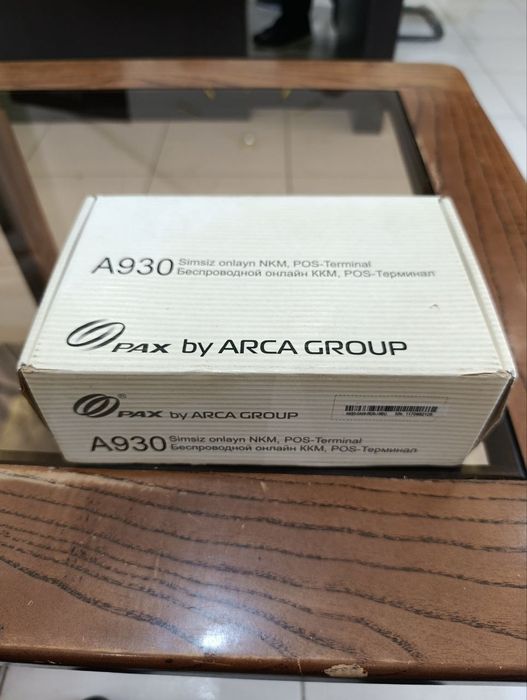 A930 Simsiz onlayn NKM, POS-Terminal
Беспроводной онлайн ККМ, POS-Терминал
PAX by ARCA GROUP
PAX® by ARCA GROUP
A930 Simsiz onlayn NKM, POS-Terminal
Беспроводной онлайн ККМ, POS-Терминал